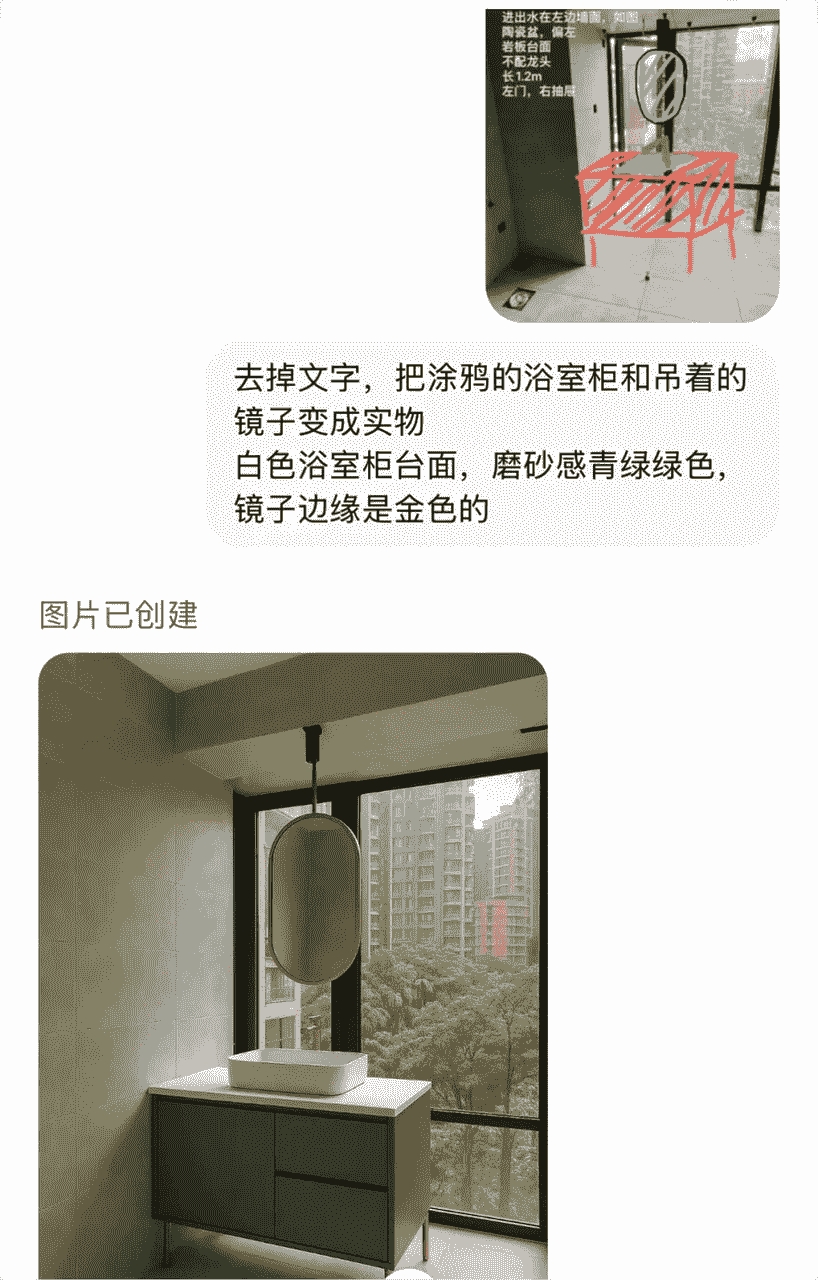 进出水在左边墙面，如图
陶瓷盆，偏左
岩板台面
不配龙头
长1.2m
左门，右抽屉
去掉文字，把涂鸦的浴室柜和吊着的
镜子变成实物
白色浴室柜台面，磨砂感青绿绿色，
镜子边缘是金色的
图片已创建